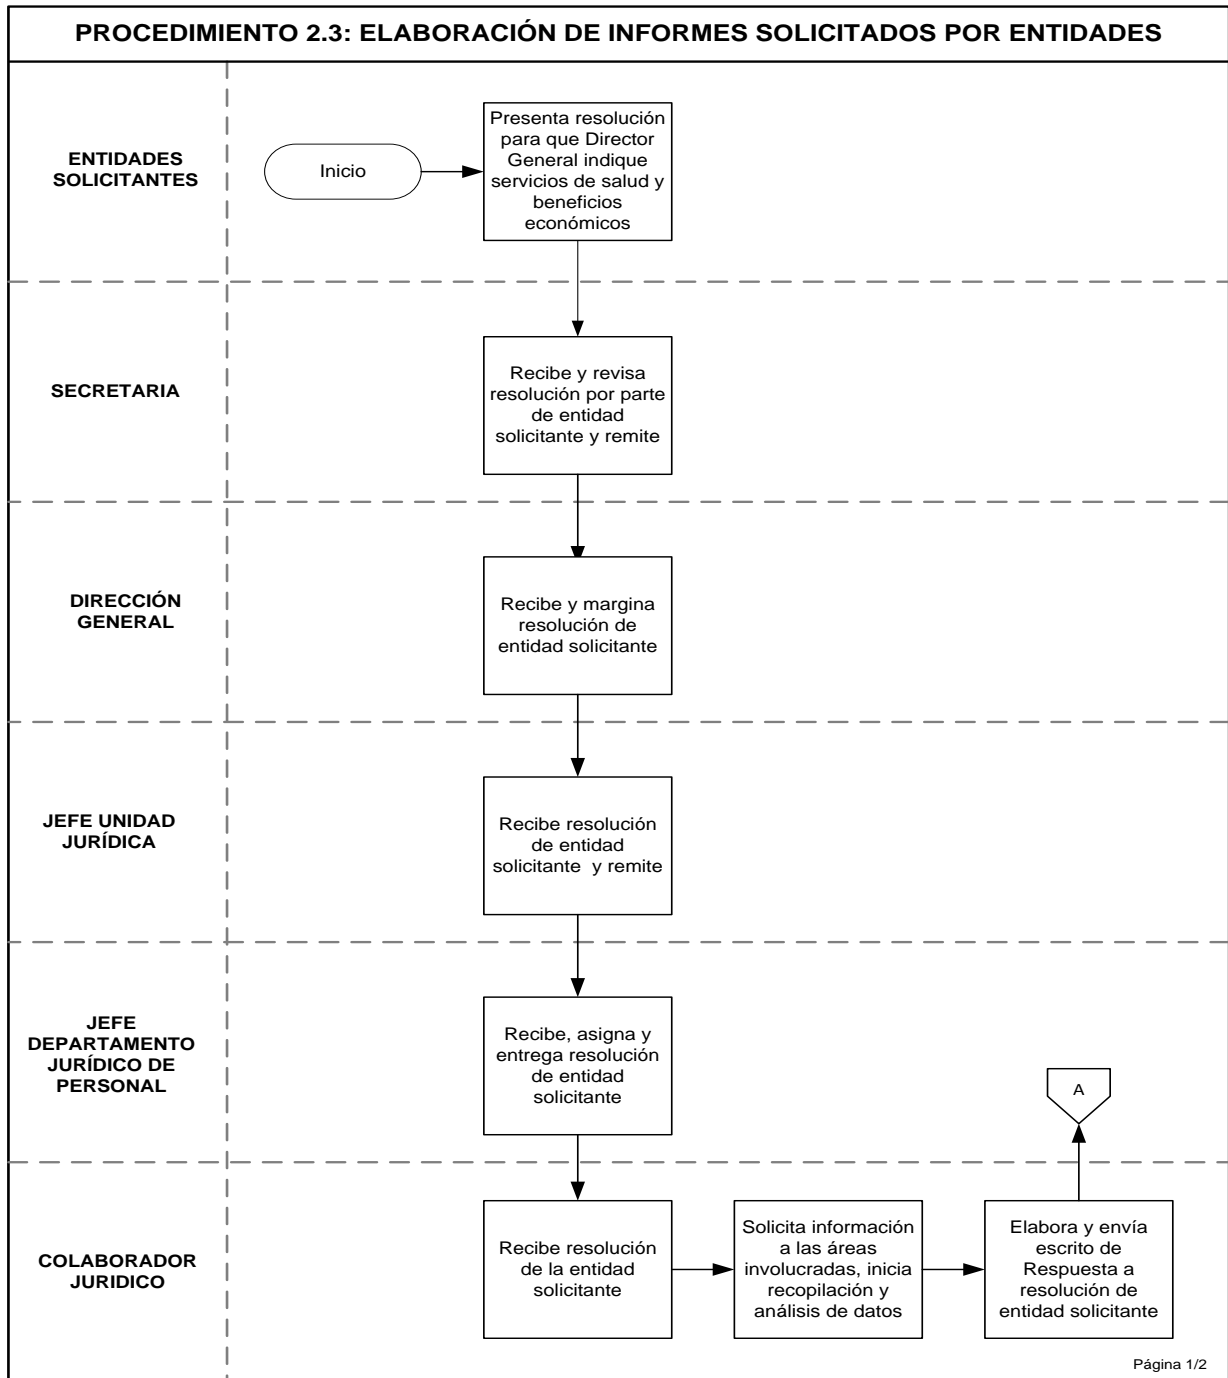 PROCEDIMIENTO 2.3: ELABORACIÓN DE INFORMES SOLICITADOS POR ENTIDADES
ENTIDADES
SOLICITANTES
Inicio
Presenta resolución
para que Director
General indique
servicios de salud y
beneficios
económicos
SECRETARIA
Recibe y revisa
resolución por parte
de entidad
solicitante y remite
DIRECCIÓN
GENERAL
Recibe y margina
resolución de
entidad solicitante
JEFE UNIDAD
JURÍDICA
Recibe resolución
de entidad
solicitante y remite
JEFE
DEPARTAMENTO
JURÍDICO DE
PERSONAL
Recibe, asigna y
entrega resolución
de entidad
solicitante
A
COLABORADOR
JURIDICO
Recibe resolución
de la entidad
solicitante
Solicita información
a las áreas
involucradas, inicia
recopilación y
análisis de datos
Elabora y envía
escrito de
Respuesta a
resolución de
entidad solicitante
Página 1/2